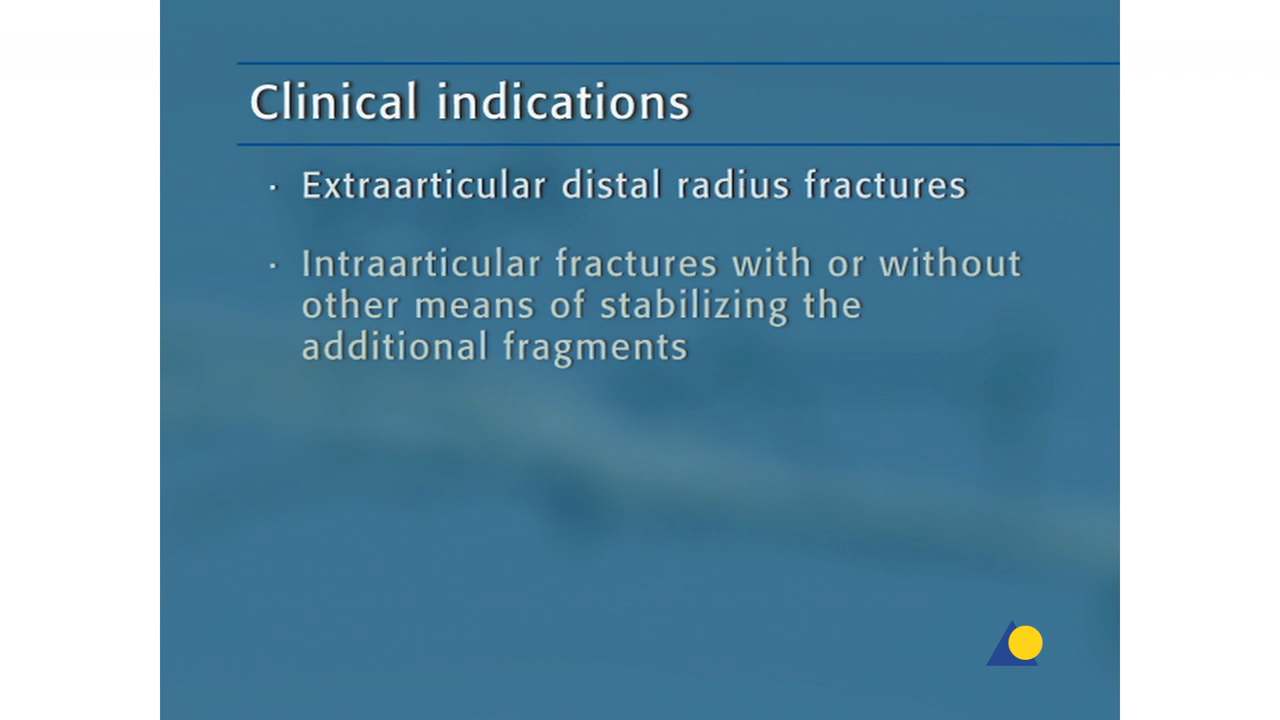 Clinical indications
· Extraarticular distal radius fractures
· Intraarticular fractures with or without
other means of stabilizing the
additional fragments